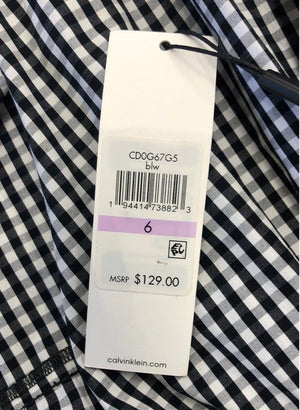 CD0G67G5
blw
1 94414 73882 3
6
MSRP $129.00
calvinklein.com